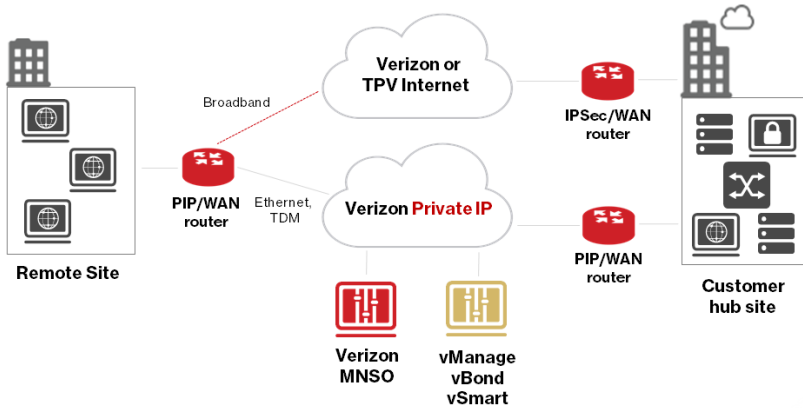 Verizon or
TPV Internet
Broadband
IPSec/WAN
router
PIP/WAN
router
Ethernet,
TDM
Verizon Private IP
PIP/WAN
router
Remote Site
Customer
hub site
Verizon
MNSO
vManage
vBond
vSmart